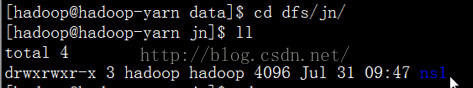 [hadoop@hadoop-yarn data]$ cd dfs/jn/
[hadoop@hadoop-yarn jn]$ ll
total 4
http://blog.csdn.net/
drwxrwxr-x 3 hadoop hadoop 4096 Jul 31 09:47 ns1